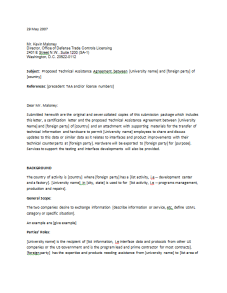 18 May 2007
Mr. Kevin Maloney
Director, Office of Defense Trade Controls Licensing
2401 E Street N.W., Suite 1200 (SA-1)
Washington, D.C. 20522-0112
Subject: Proposed Technical Assistance Agreement between [University name] and [foreign party] of
[country]
References: [precedent TAA and/or license numbers]
Dear Mr. Maloney:
Submitted herewith are the original and seven collated copies of this submission package which includes
this letter, a certification letter and the proposed Technical Assistance Agreement between [University
Name] and [foreign party] of [country], and an attachment with supporting materials for the transfer of
technical information and hardware to permit [University name] employees to share and discuss
updates to this data or similar data as it relates to interfaces and product improvements with the
technical contacts at [foreign party]. Hardware will be exported to [foreign party] for [purpose].
Services to support the testing and interface developments will also be provided.
BACKGROUND:
The country of activity is [country] where [foreign party] has a [list activity, i.e – development center
and a factory]. [University name] in [city, state] is used to for [list activity, i.e – programs management,
production and repairs].
General Scope:
The two companies desire to exchange information [describe information or service, etc, define USML
category or specific situation].
An example are [give example].
Parties' Roles:
[University name] is the recipient of [list information, i.e interface data and products from other US
companies or the US Government and is the program lead and prime contractor for most contracts].
[foreign party] has the expertise and products needing assistance from [University name] to [list area of